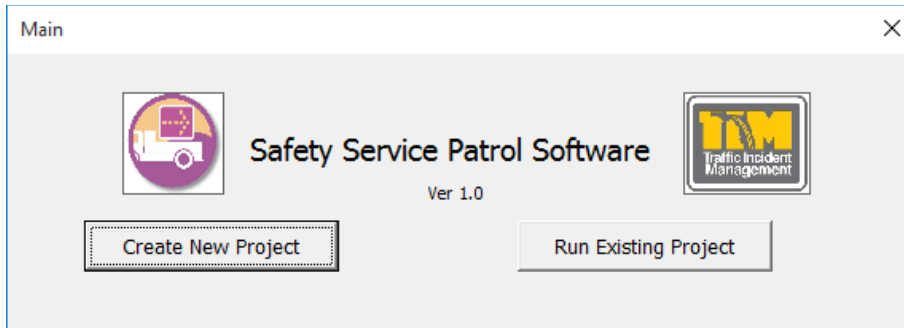 Main
Safety Service Patrol Software
Ver 1.0
TIM
Traffic Incident
Management
Create New Project
Run Existing Project